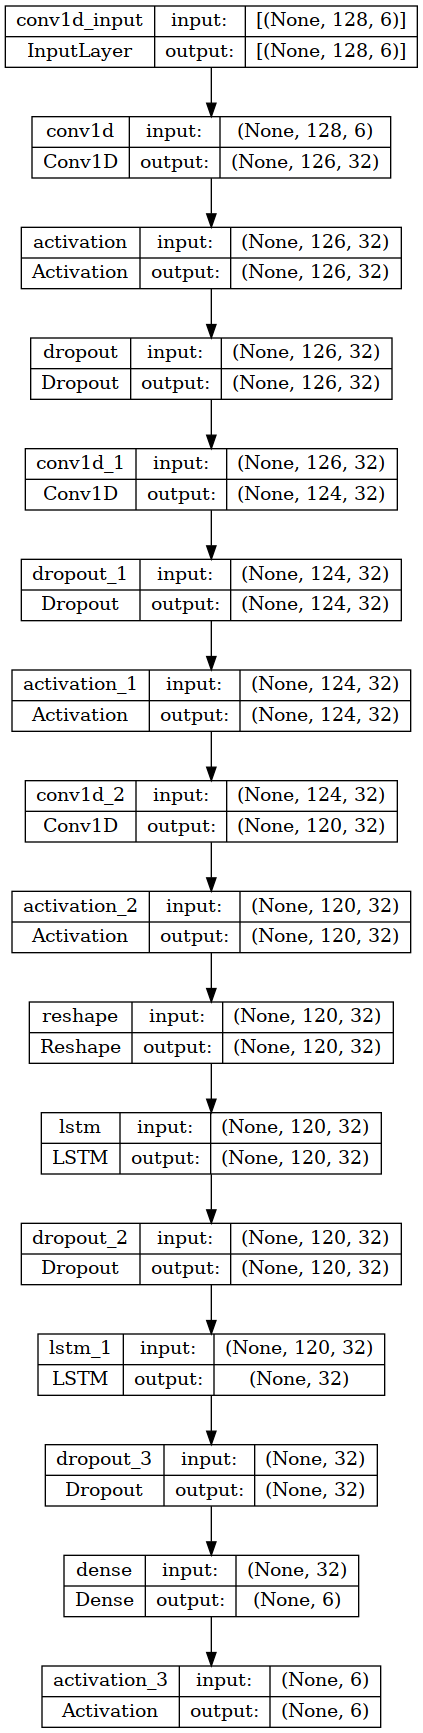 conv1d_input input: [(None, 128, 6)]
InputLayer output: [(None, 128, 6)]
conv1d input: (None, 128, 6)
Conv1D output: (None, 126, 32)
activation input: (None, 126, 32)
Activation output: (None, 126, 32)
dropout input: (None, 126, 32)
Dropout output: (None, 126, 32)
conv1d_1 input: (None, 126, 32)
Conv1D output: (None, 124, 32)
dropout_1 input: (None, 124, 32)
Dropout output: (None, 124, 32)
activation_1 input: (None, 124, 32)
Activation output: (None, 124, 32)
conv1d_2 input: (None, 124, 32)
Conv1D output: (None, 120, 32)
activation_2 input: (None, 120, 32)
Activation output: (None, 120, 32)
reshape input: (None, 120, 32)
Reshape output: (None, 120, 32)
lstm input: (None, 120, 32)
LSTM output: (None, 120, 32)
dropout_2 input: (None, 120, 32)
Dropout output: (None, 120, 32)
lstm_1 input: (None, 120, 32)
LSTM output: (None, 32)
dropout_3 input: (None, 32)
Dropout output: (None, 32)
dense input: (None, 32)
Dense output: (None, 6)
activation_3 input: (None, 6)
Activation output: (None, 6)